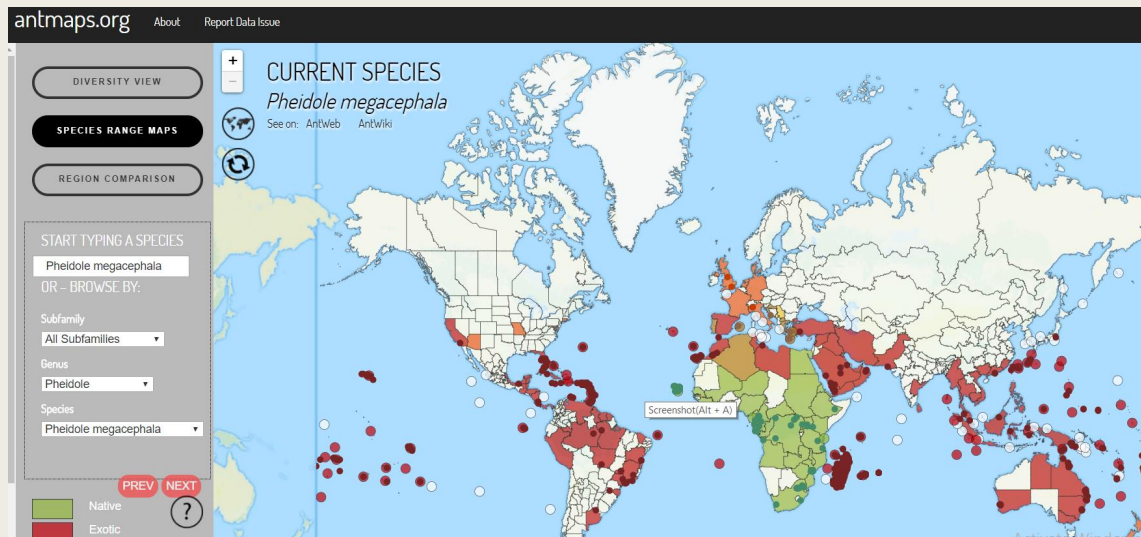 antmaps.org About Report Data Issue
DIVERSITY VIEW
SPECIES RANGE MAPS
REGION COMPARISON
START TYPING A SPECIES
Pheidole megacephala
OR - BROWSE BY:
Subfamily
All Subfamilies
Genus
Pheidole
Species
Pheidole megacephala
PREV NEXT
Native
?
Exotic
+
-
CURRENT SPECIES
Pheidole megacephala
See on: AntWeb AntWiki
Screenshot(Alt + A)